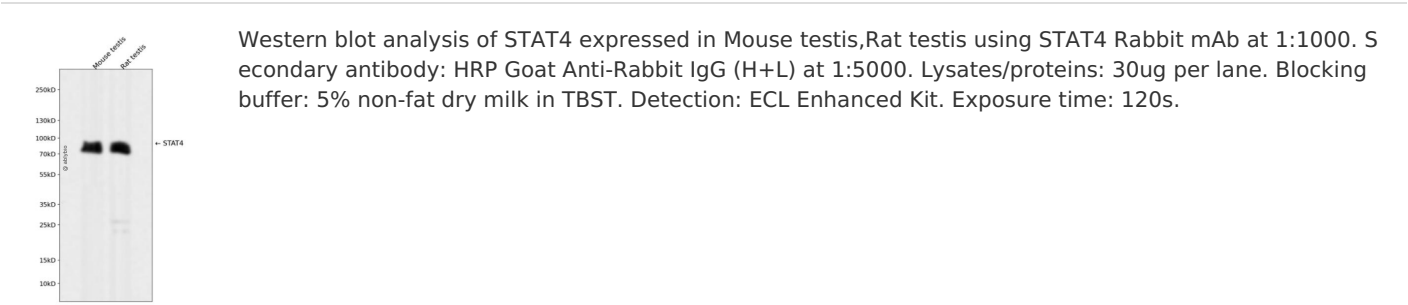 Mouse testis
Rat testis
Western blot analysis of STAT4 expressed in Mouse testis,Rat testis using STAT4 Rabbit mAb at 1:1000. S
econdary antibody: HRP Goat Anti-Rabbit IgG (H+L) at 1:5000. Lysates/proteins: 30ug per lane. Blocking
buffer: 5% non-fat dry milk in TBST. Detection: ECL Enhanced Kit. Exposure time: 120s.
250kD
130kD
100kD
← STAT4
70kD
55kD
35kD
25kD
15kD
10kD